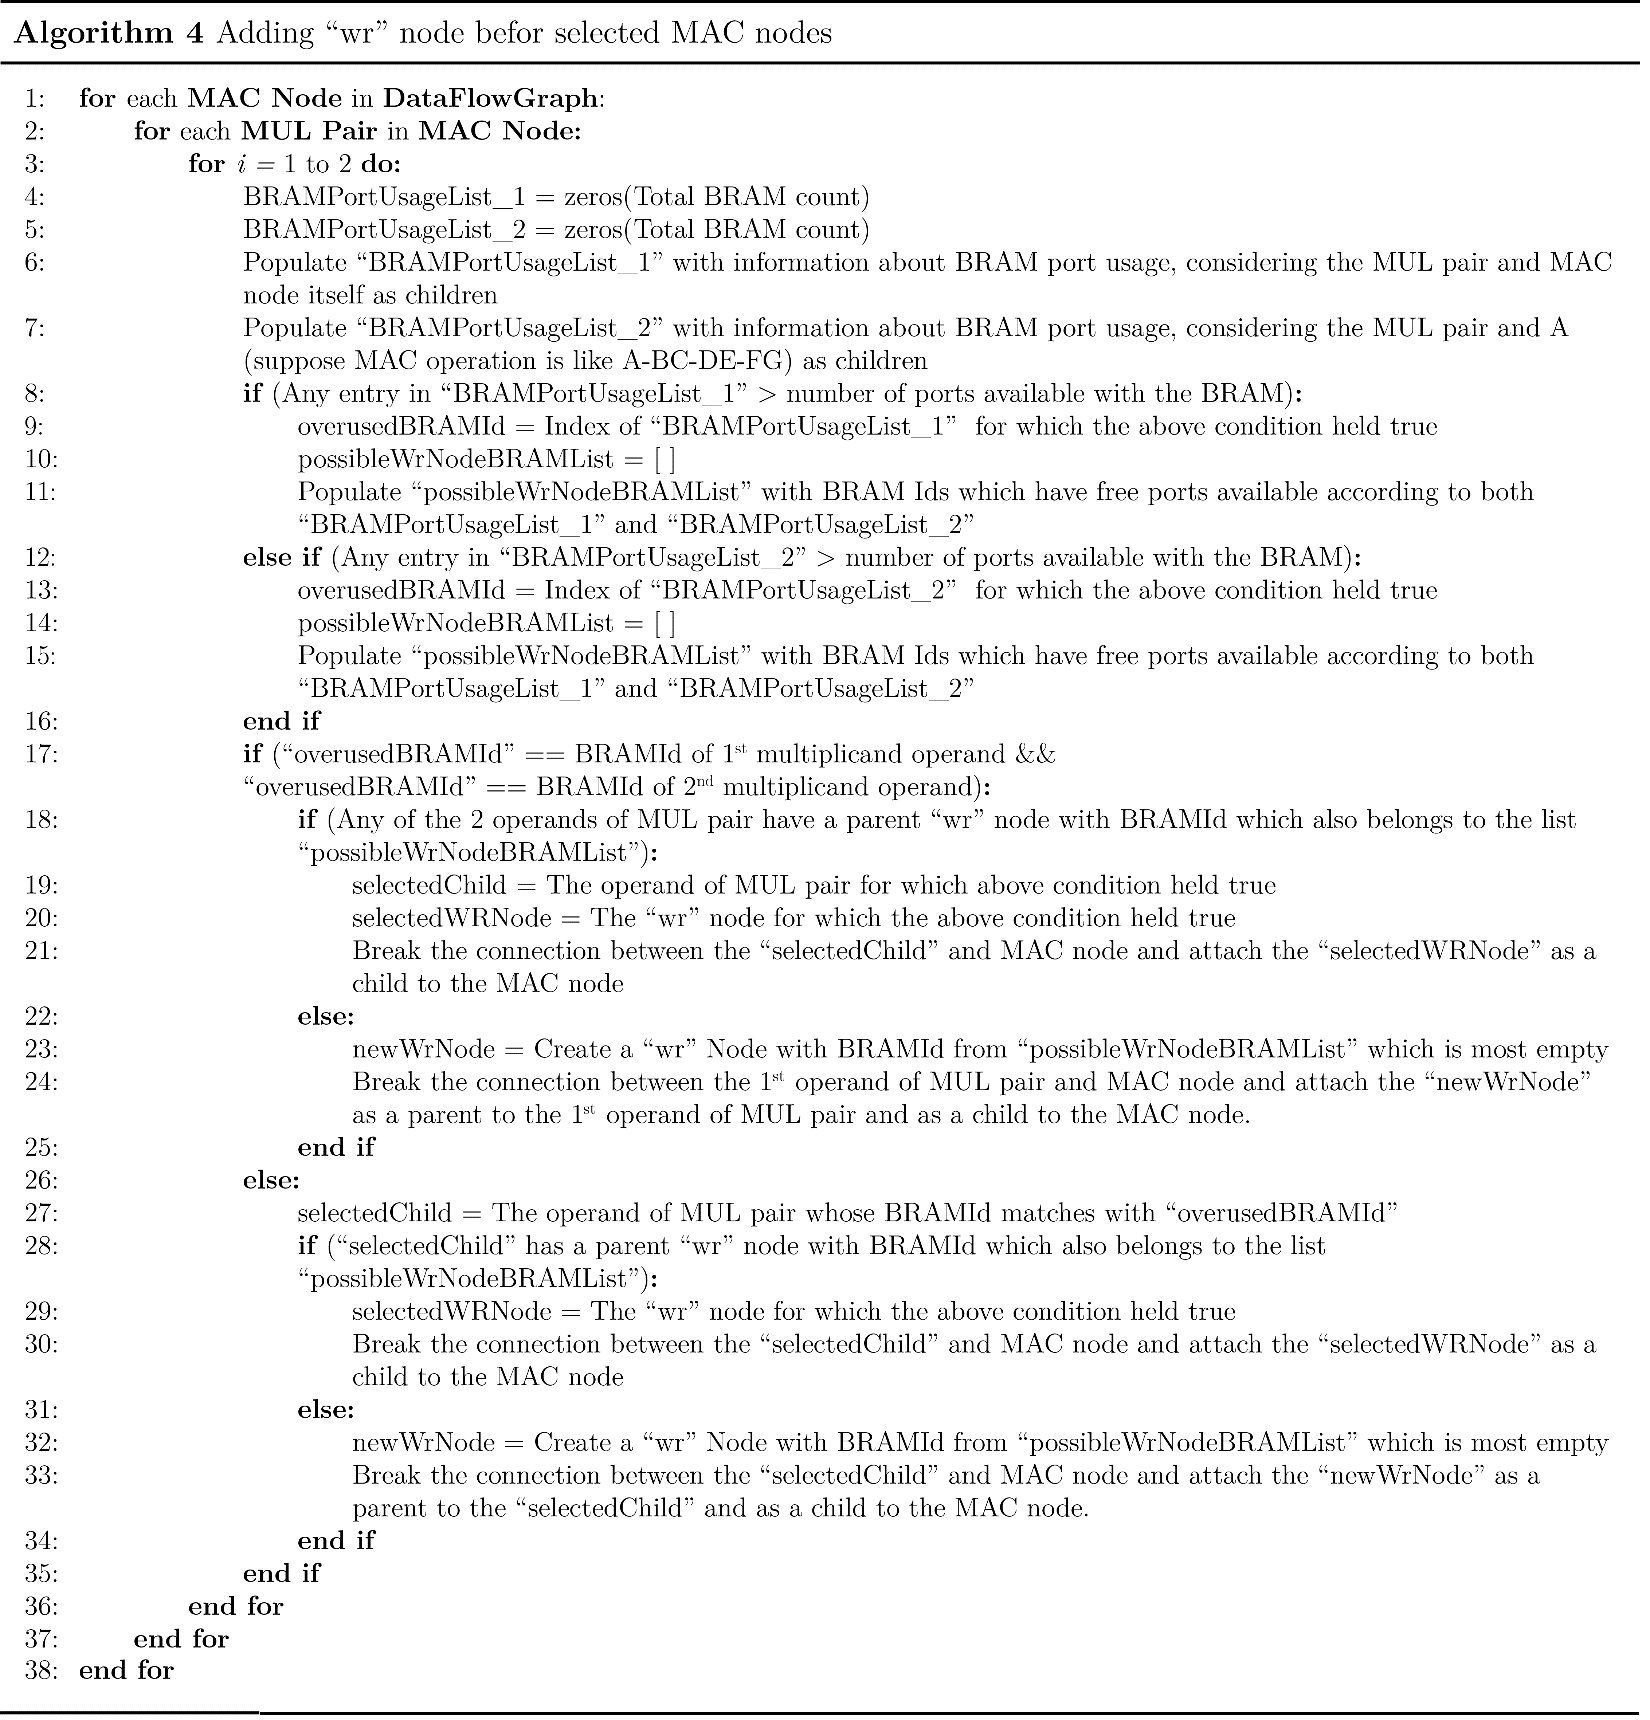 Algorithm 4 Adding “wr” node befor selected MAC nodes
1: for each MAC Node in DataFlowGraph:
2: for each MUL Pair in MAC Node:
3: for i = 1 to 2 do:
4: BRAMPortUsageList_1 = zeros(Total BRAM count)
5: BRAMPortUsageList_2 = zeros(Total BRAM count)
6: Populate “BRAMPortUsageList_1” with information about BRAM port usage, considering the MUL pair and MAC
node itself as children
7: Populate “BRAMPortUsageList_2” with information about BRAM port usage, considering the MUL pair and A
(suppose MAC operation is like A-BC-DE-FG) as children
8: if (Any entry in “BRAMPortUsageList_1” > number of ports available with the BRAM):
9: overusedBRAMId = Index of “BRAMPortUsageList_1” for which the above condition held true
10: possibleWrNodeBRAMList = [ ]
11: Populate “possibleWrNodeBRAMList” with BRAM Ids which have free ports available according to both
“BRAMPortUsageList_1” and “BRAMPortUsageList_2”
12: else if (Any entry in “BRAMPortUsageList_2” > number of ports available with the BRAM):
13: overusedBRAMId = Index of “BRAMPortUsageList_2” for which the above condition held true
14: possibleWrNodeBRAMList = [ ]
15: Populate “possibleWrNodeBRAMList” with BRAM Ids which have free ports available according to both
“BRAMPortUsageList_1” and “BRAMPortUsageList_2”
16: end if
17: if (“overusedBRAMId” == BRAMId of 1st multiplicand operand &&
“overusedBRAMId” == BRAMId of 2nd multiplicand operand):
18: if (Any of the 2 operands of MUL pair have a parent “wr” node with BRAMId which also belongs to the list
“possibleWrNodeBRAMList”):
19: selectedChild = The operand of MUL pair for which above condition held true
20: selectedWRNode = The “wr” node for which the above condition held true
21: Break the connection between the “selectedChild” and MAC node and attach the “selectedWRNode” as a
child to the MAC node
22: else:
23: newWrNode = Create a “wr” Node with BRAMId from “possibleWrNodeBRAMList” which is most empty
24: Break the connection between the 1st operand of MUL pair and MAC node and attach the “newWrNode”
as a parent to the 1st operand of MUL pair and as a child to the MAC node.
25: end if
26: else:
27: selectedChild = The operand of MUL pair whose BRAMId matches with “overusedBRAMId”
28: if (“selectedChild” has a parent “wr” node with BRAMId which also belongs to the list
“possibleWrNodeBRAMList”):
29: selectedWRNode = The “wr” node for which the above condition held true
30: Break the connection between the “selectedChild” and MAC node and attach the “selectedWRNode” as a
child to the MAC node
31: else:
32: newWrNode = Create a “wr” Node with BRAMId from “possibleWrNodeBRAMList” which is most empty
33: Break the connection between the “selectedChild” and MAC node and attach the “newWrNode” as a
parent to the “selectedChild” and as a child to the MAC node.
34: end if
35: end if
36: end for
37: end for
38: end for